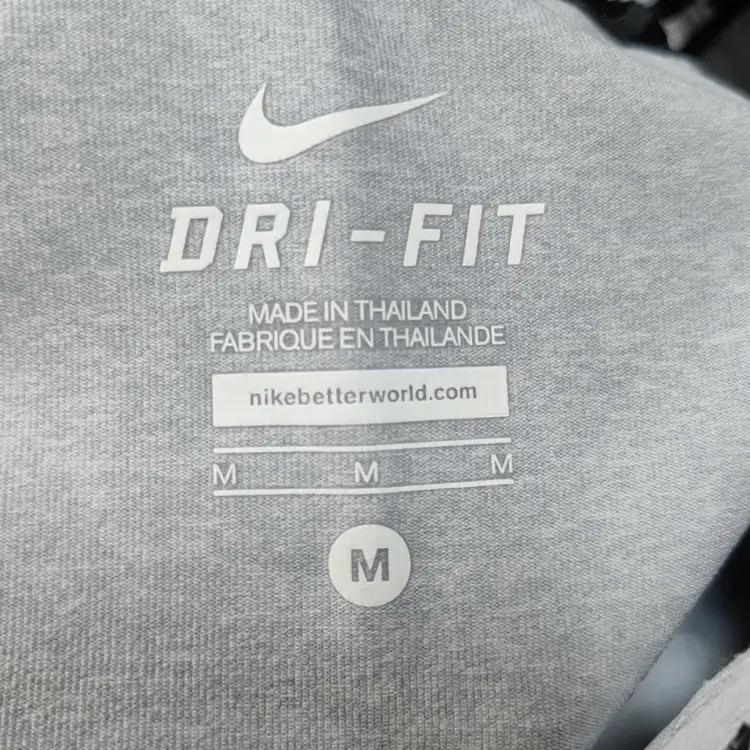 DRI-FIT
MADE IN THAILAND
FABRIQUE EN THAILANDE
nikebetterworld.com
M M M
M